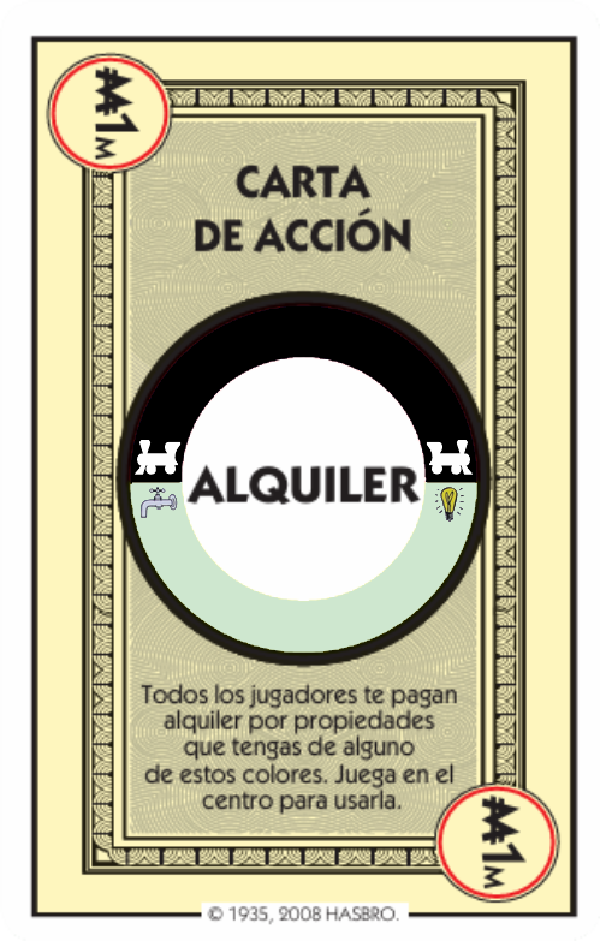 ₩1M
CARTA
DE ACCIÓN
ALQUILER
Todos los jugadores te pagan
alquiler por propiedades
que tengas de alguno
de estos colores. Juega en el
centro para usarla.
₩1M
© 1935, 2008 HASBRO.